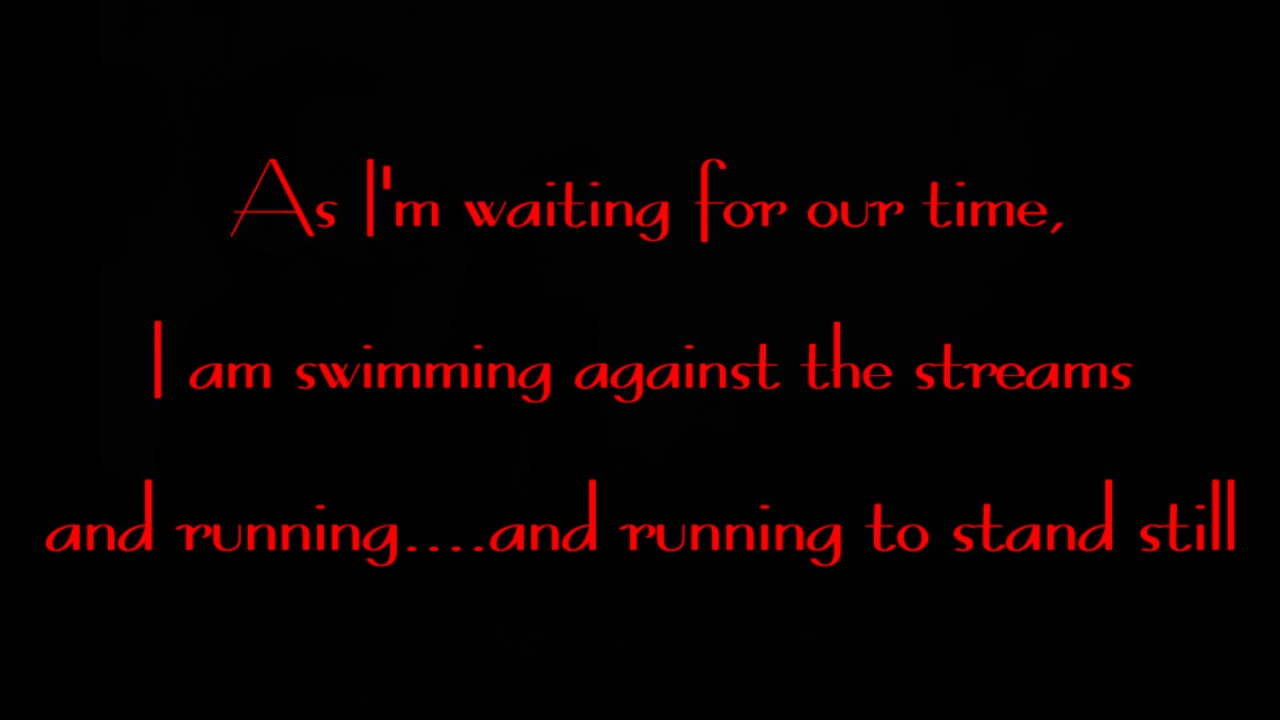 As I'm waiting for our time,
I am swimming against the streams
and running....and running to stand still